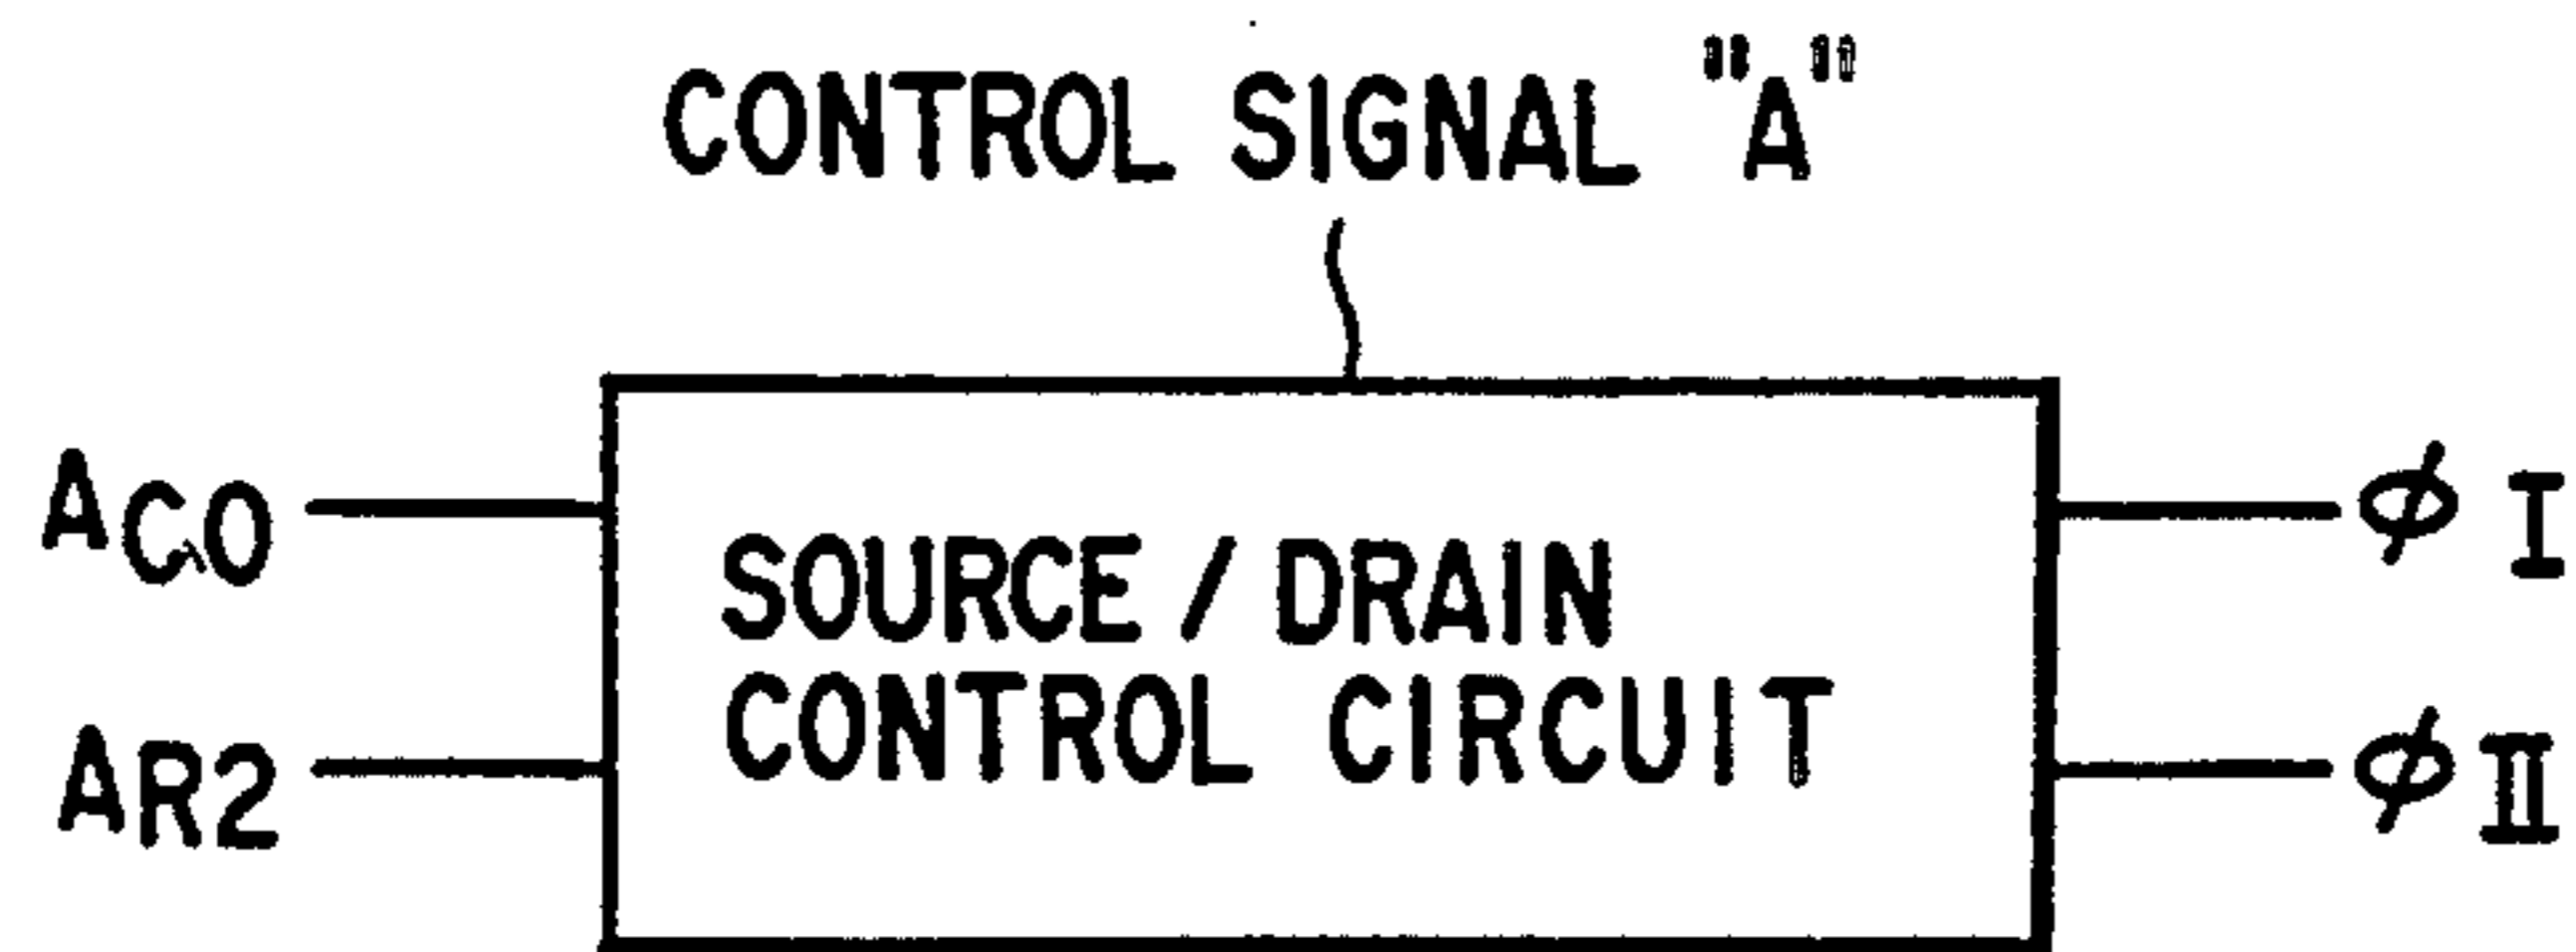 CONTROL SIGNAL "A"
ACO
φ I
SOURCE / DRAIN
CONTROL CIRCUIT
AR2
φ II